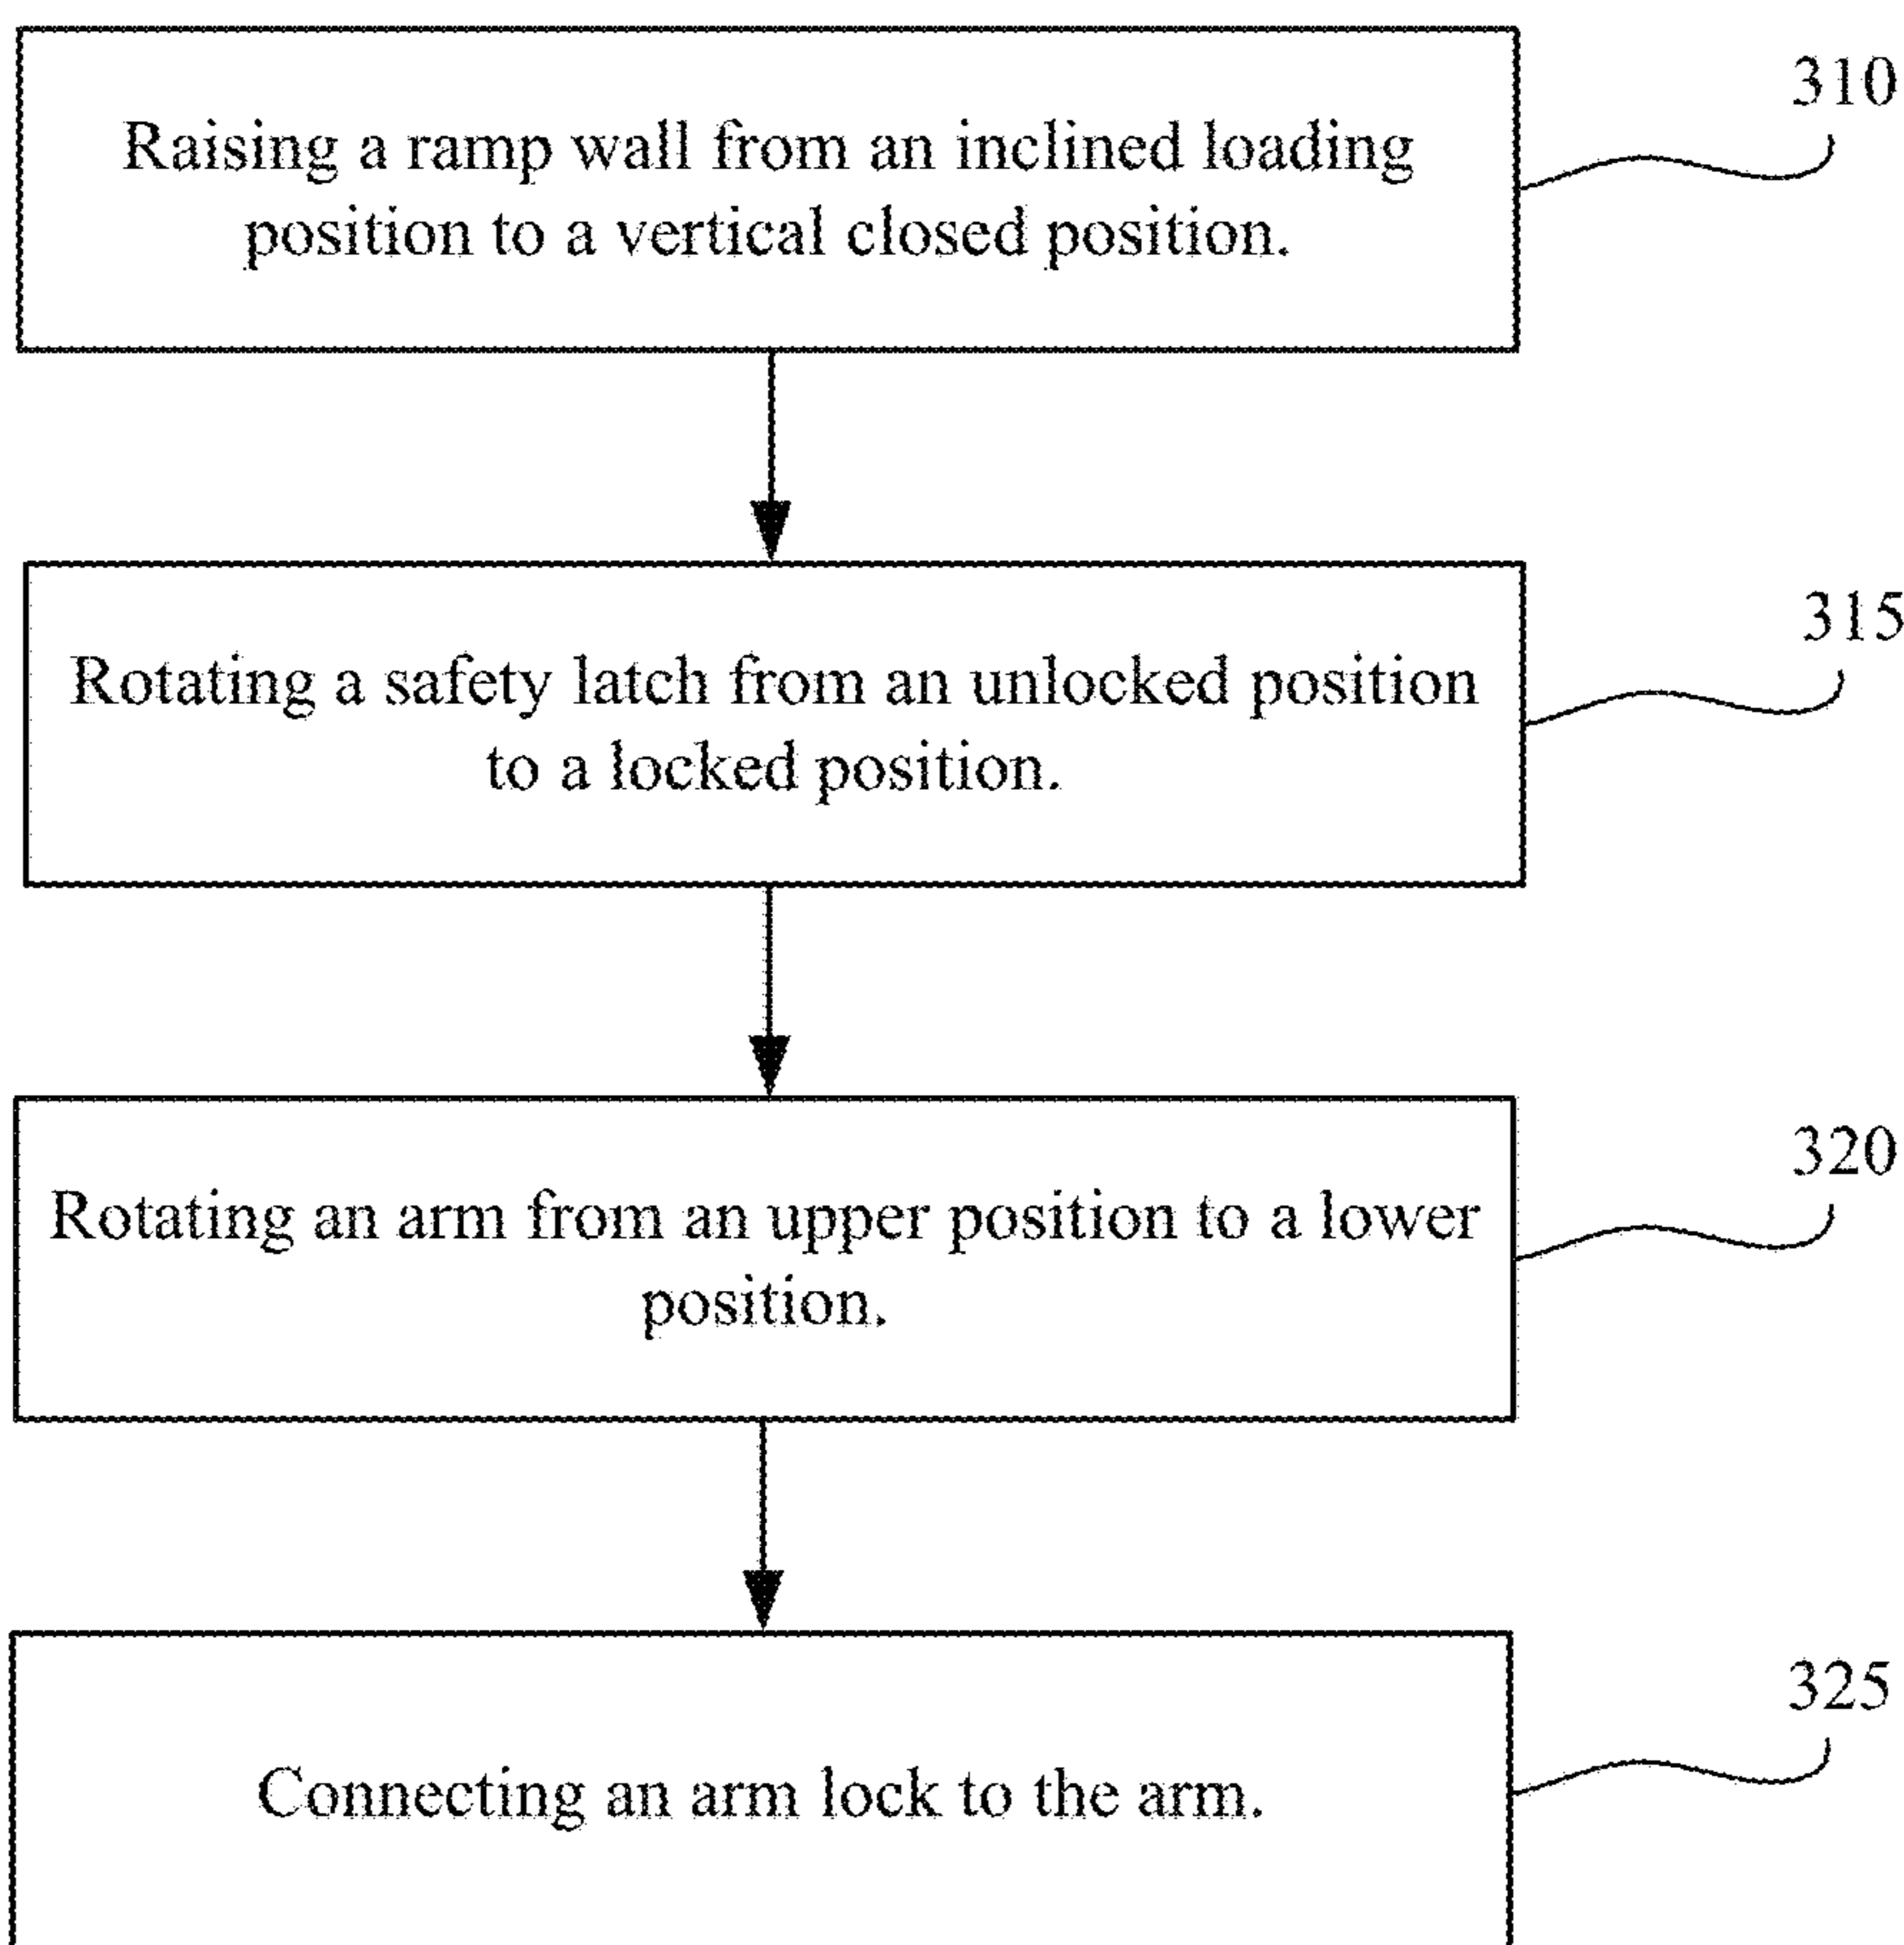 310
Raising a ramp wall from an inclined loading
position to a vertical closed position.
315
Rotating a safety latch from an unlocked position
to a locked position.
320
Rotating an arm from an upper position to a lower
position.
325
Connecting an arm lock to the arm.